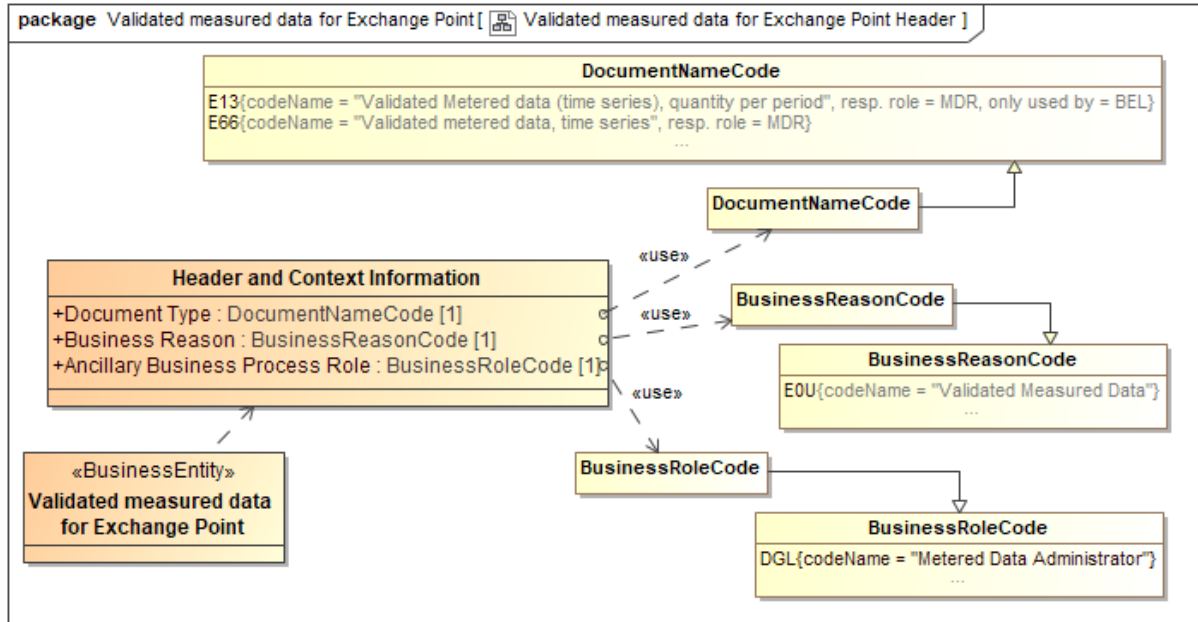 package Validated measured data for Exchange Point[ Validated measured data for Exchange Point Header ]
DocumentNameCode
E13{codeName = "Validated Metered data (time series), quantity per period", resp. role = MDR, only used by = BEL}
E66{codeName = "Validated metered data, time series", resp. role = MDR}
...
DocumentNameCode
«use»
Header and Context Information
+Document Type : DocumentNameCode [1]
+Business Reason : BusinessReasonCode [1]
+Ancillary Business Process Role : BusinessRoleCode [1]
«use»
BusinessReasonCode
BusinessReasonCode
E0U{codeName = "Validated Measured Data"}
...
«use»
BusinessRoleCode
«BusinessEntity»
Validated measured data
for Exchange Point
BusinessRoleCode
DGL{codeName = "Metered Data Administrator"}
...